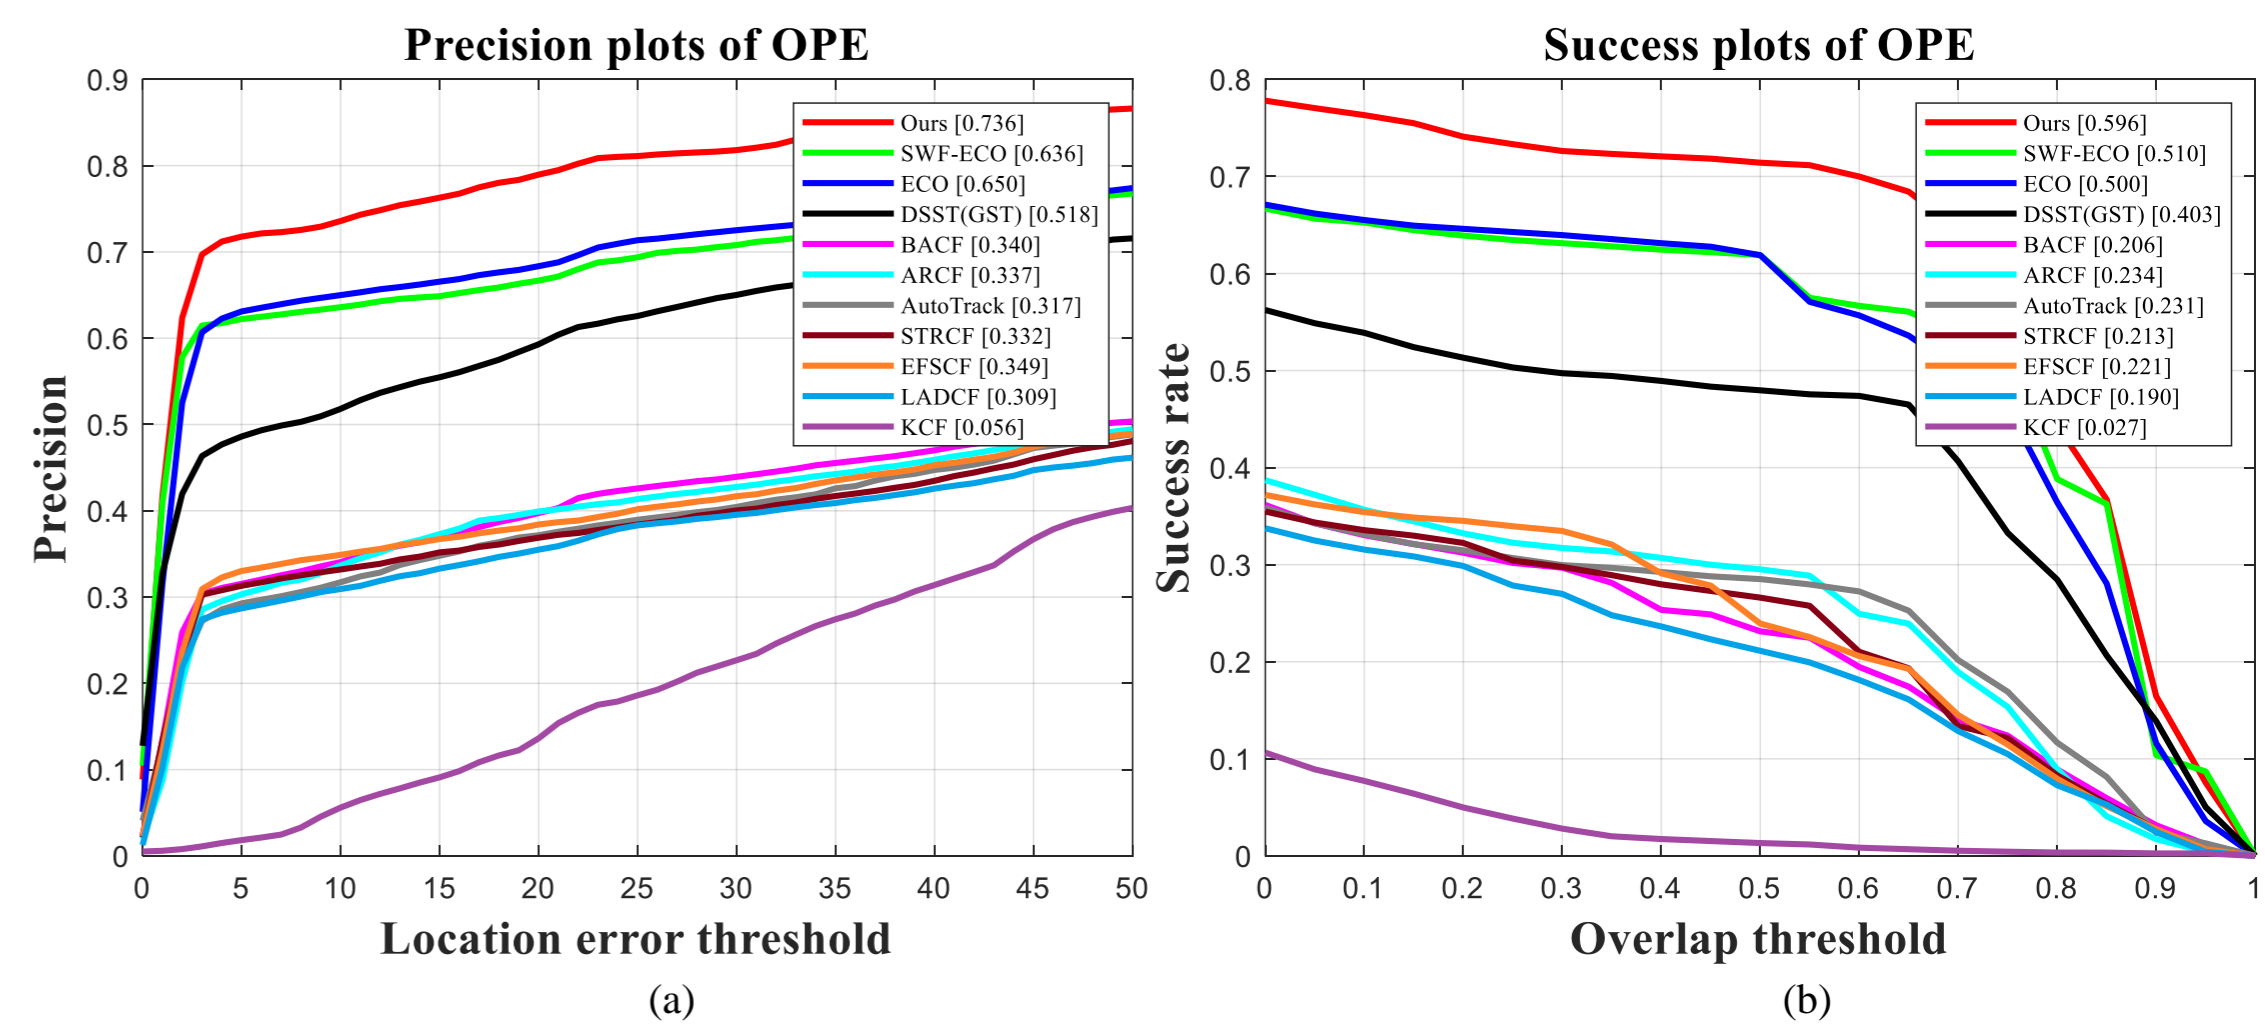 Precision plots of OPE
0.9
0.8
0.7
0.6
0.5
0.4
0.3
0.2
0.1
0
0 5 10 15 20 25 30 35 40 45 50
Precision
Location error threshold
Ours [0.736]
SWF-ECO [0.636]
ECO [0.650]
DSST(GST) [0.518]
BACF [0.340]
ARCF [0.337]
AutoTrack [0.317]
STRCF [0.332]
EFSCF [0.349]
LADCF [0.309]
KCF [0.056]
(a)
Success plots of OPE
0.8
0.7
0.6
0.5
0.4
0.3
0.2
0.1
0
0 0.1 0.2 0.3 0.4 0.5 0.6 0.7 0.8 0.9 1
Success rate
Overlap threshold
Ours [0.596]
SWF-ECO [0.510]
ECO [0.500]
DSST(GST) [0.403]
BACF [0.206]
ARCF [0.234]
AutoTrack [0.231]
STRCF [0.213]
EFSCF [0.221]
LADCF [0.190]
KCF [0.027]
(b)